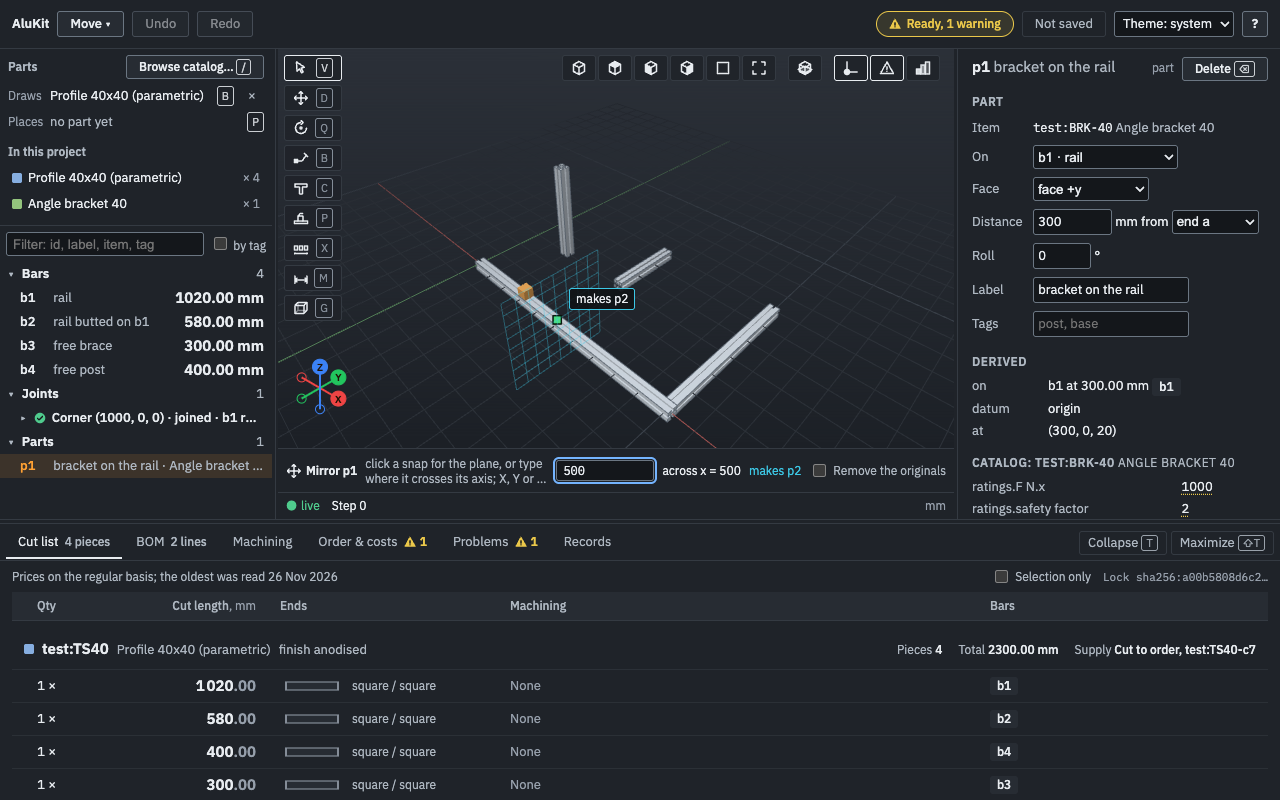 AluKit Move ▾ Undo Redo Ready, 1 warning Not saved Theme: system ?
Parts Browse catalog... /
Draws Profile 40x40 (parametric) B ×
Places no part yet P
In this project
Profile 40x40 (parametric) × 4
Angle bracket 40 × 1
Filter: id, label, item, tag by tag
Bars 4
b1 rail 1020.00 mm
b2 rail butted on b1 580.00 mm
b3 free brace 300.00 mm
b4 free post 400.00 mm
Joints 1
Corner (1000, 0, 0) · joined · b1 r...
Parts 1
p1 bracket on the rail · Angle bracket ...
V
D
Q
B
C
P
X
M
G
makes p2
Z
Y
X
Mirror p1 click a snap for the plane, or type where it crosses its axis; X, Y or ... 500 across x = 500 makes p2 Remove the originals
live Step 0 mm
p1 bracket on the rail part Delete
PART
Item test:BRK-40 Angle bracket 40
On b1 · rail
Face face +y
Distance 300 mm from end a
Roll 0 °
Label bracket on the rail
Tags post, base
DERIVED
on b1 at 300.00 mm b1
datum origin
at (300, 0, 20)
CATALOG: TEST:BRK-40 ANGLE BRACKET 40
ratings.F N.x 1000
ratings.safety factor 2
Cut list 4 pieces BOM 2 lines Machining Order & costs 1 Problems 1 Records Collapse T Maximize ⇧T
Prices on the regular basis; the oldest was read 26 Nov 2026 Selection only Lock sha256:a00b5808d6c2…
Qty Cut length, mm Ends Machining Bars
test:TS40 Profile 40x40 (parametric) finish anodised Pieces 4 Total 2300.00 mm Supply Cut to order, test:TS40-c7
1 × 1020.00 square / square None b1
1 × 580.00 square / square None b2
1 × 400.00 square / square None b4
1 × 300.00 square / square None b3